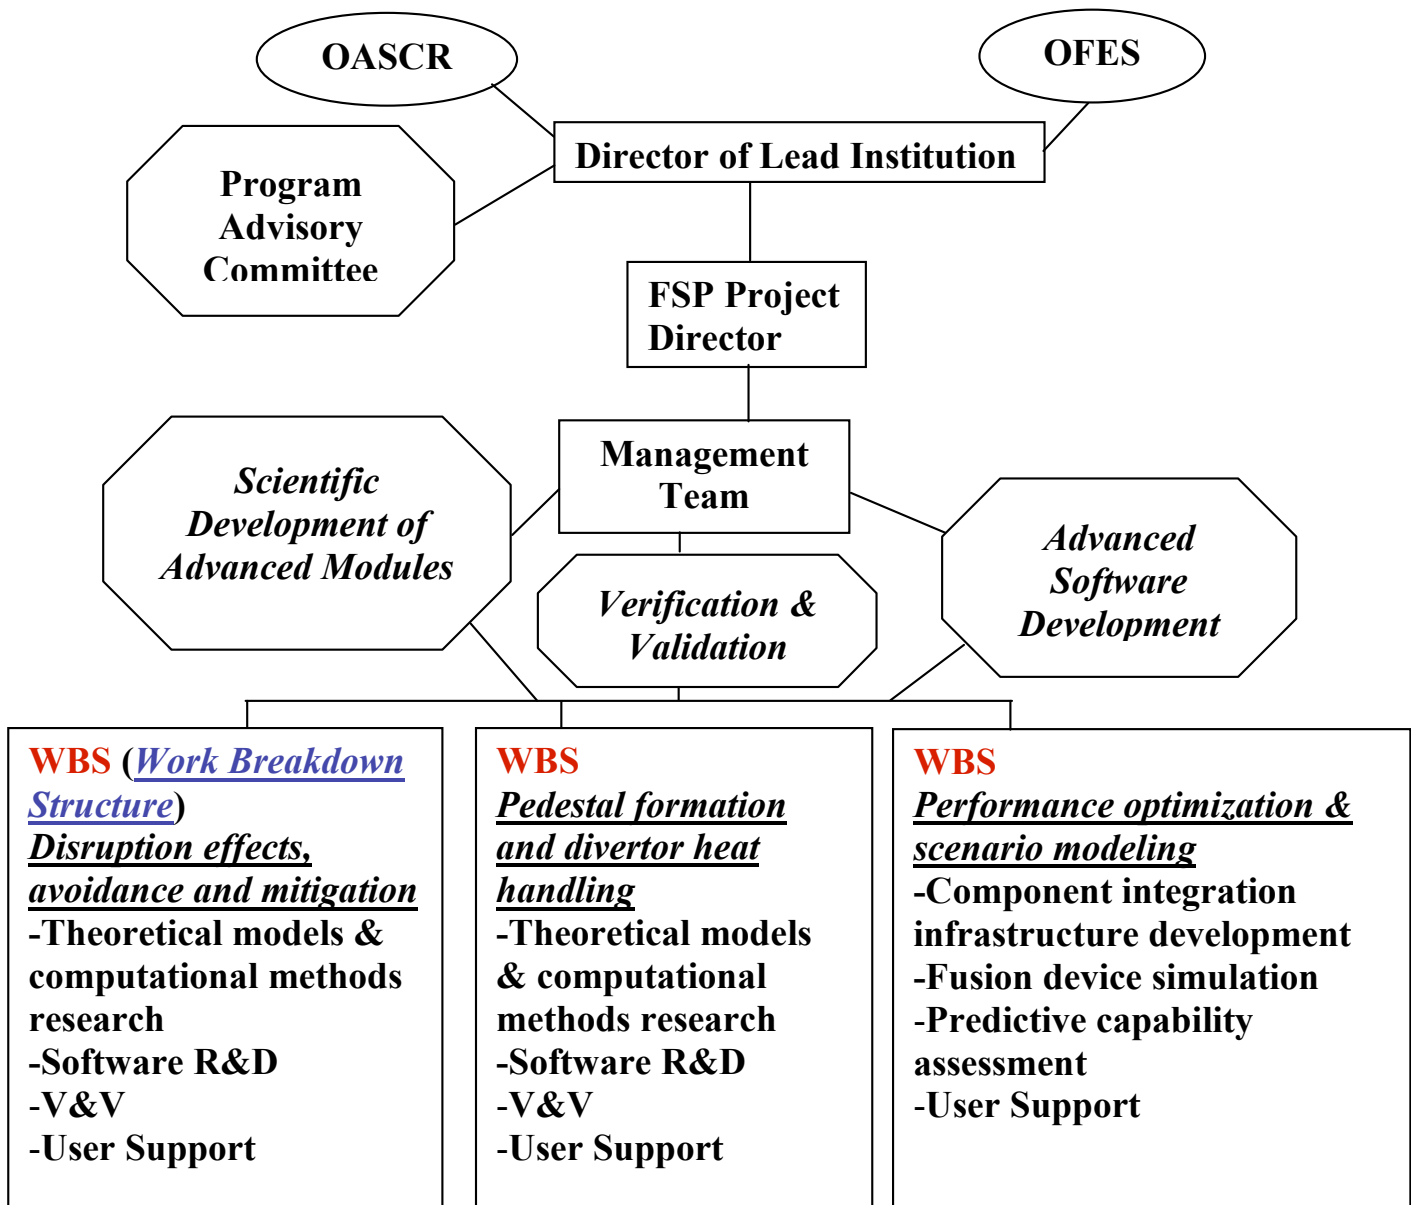 OASCR
OFES
Director of Lead Institution
Program
Advisory
Committee
FSP Project
Director
Management
Team
Scientific
Development of
Advanced Modules
Verification &
Validation
Advanced
Software
Development
WBS (Work Breakdown
Structure)
Disruption effects,
avoidance and mitigation
-Theoretical models &
computational methods
research
-Software R&D
-V&V
-User Support
WBS
Pedestal formation
and divertor heat
handling
-Theoretical models
& computational
methods research
-Software R&D
-V&V
-User Support
WBS
Performance optimization &
scenario modeling
-Component integration
infrastructure development
-Fusion device simulation
-Predictive capability
assessment
-User Support